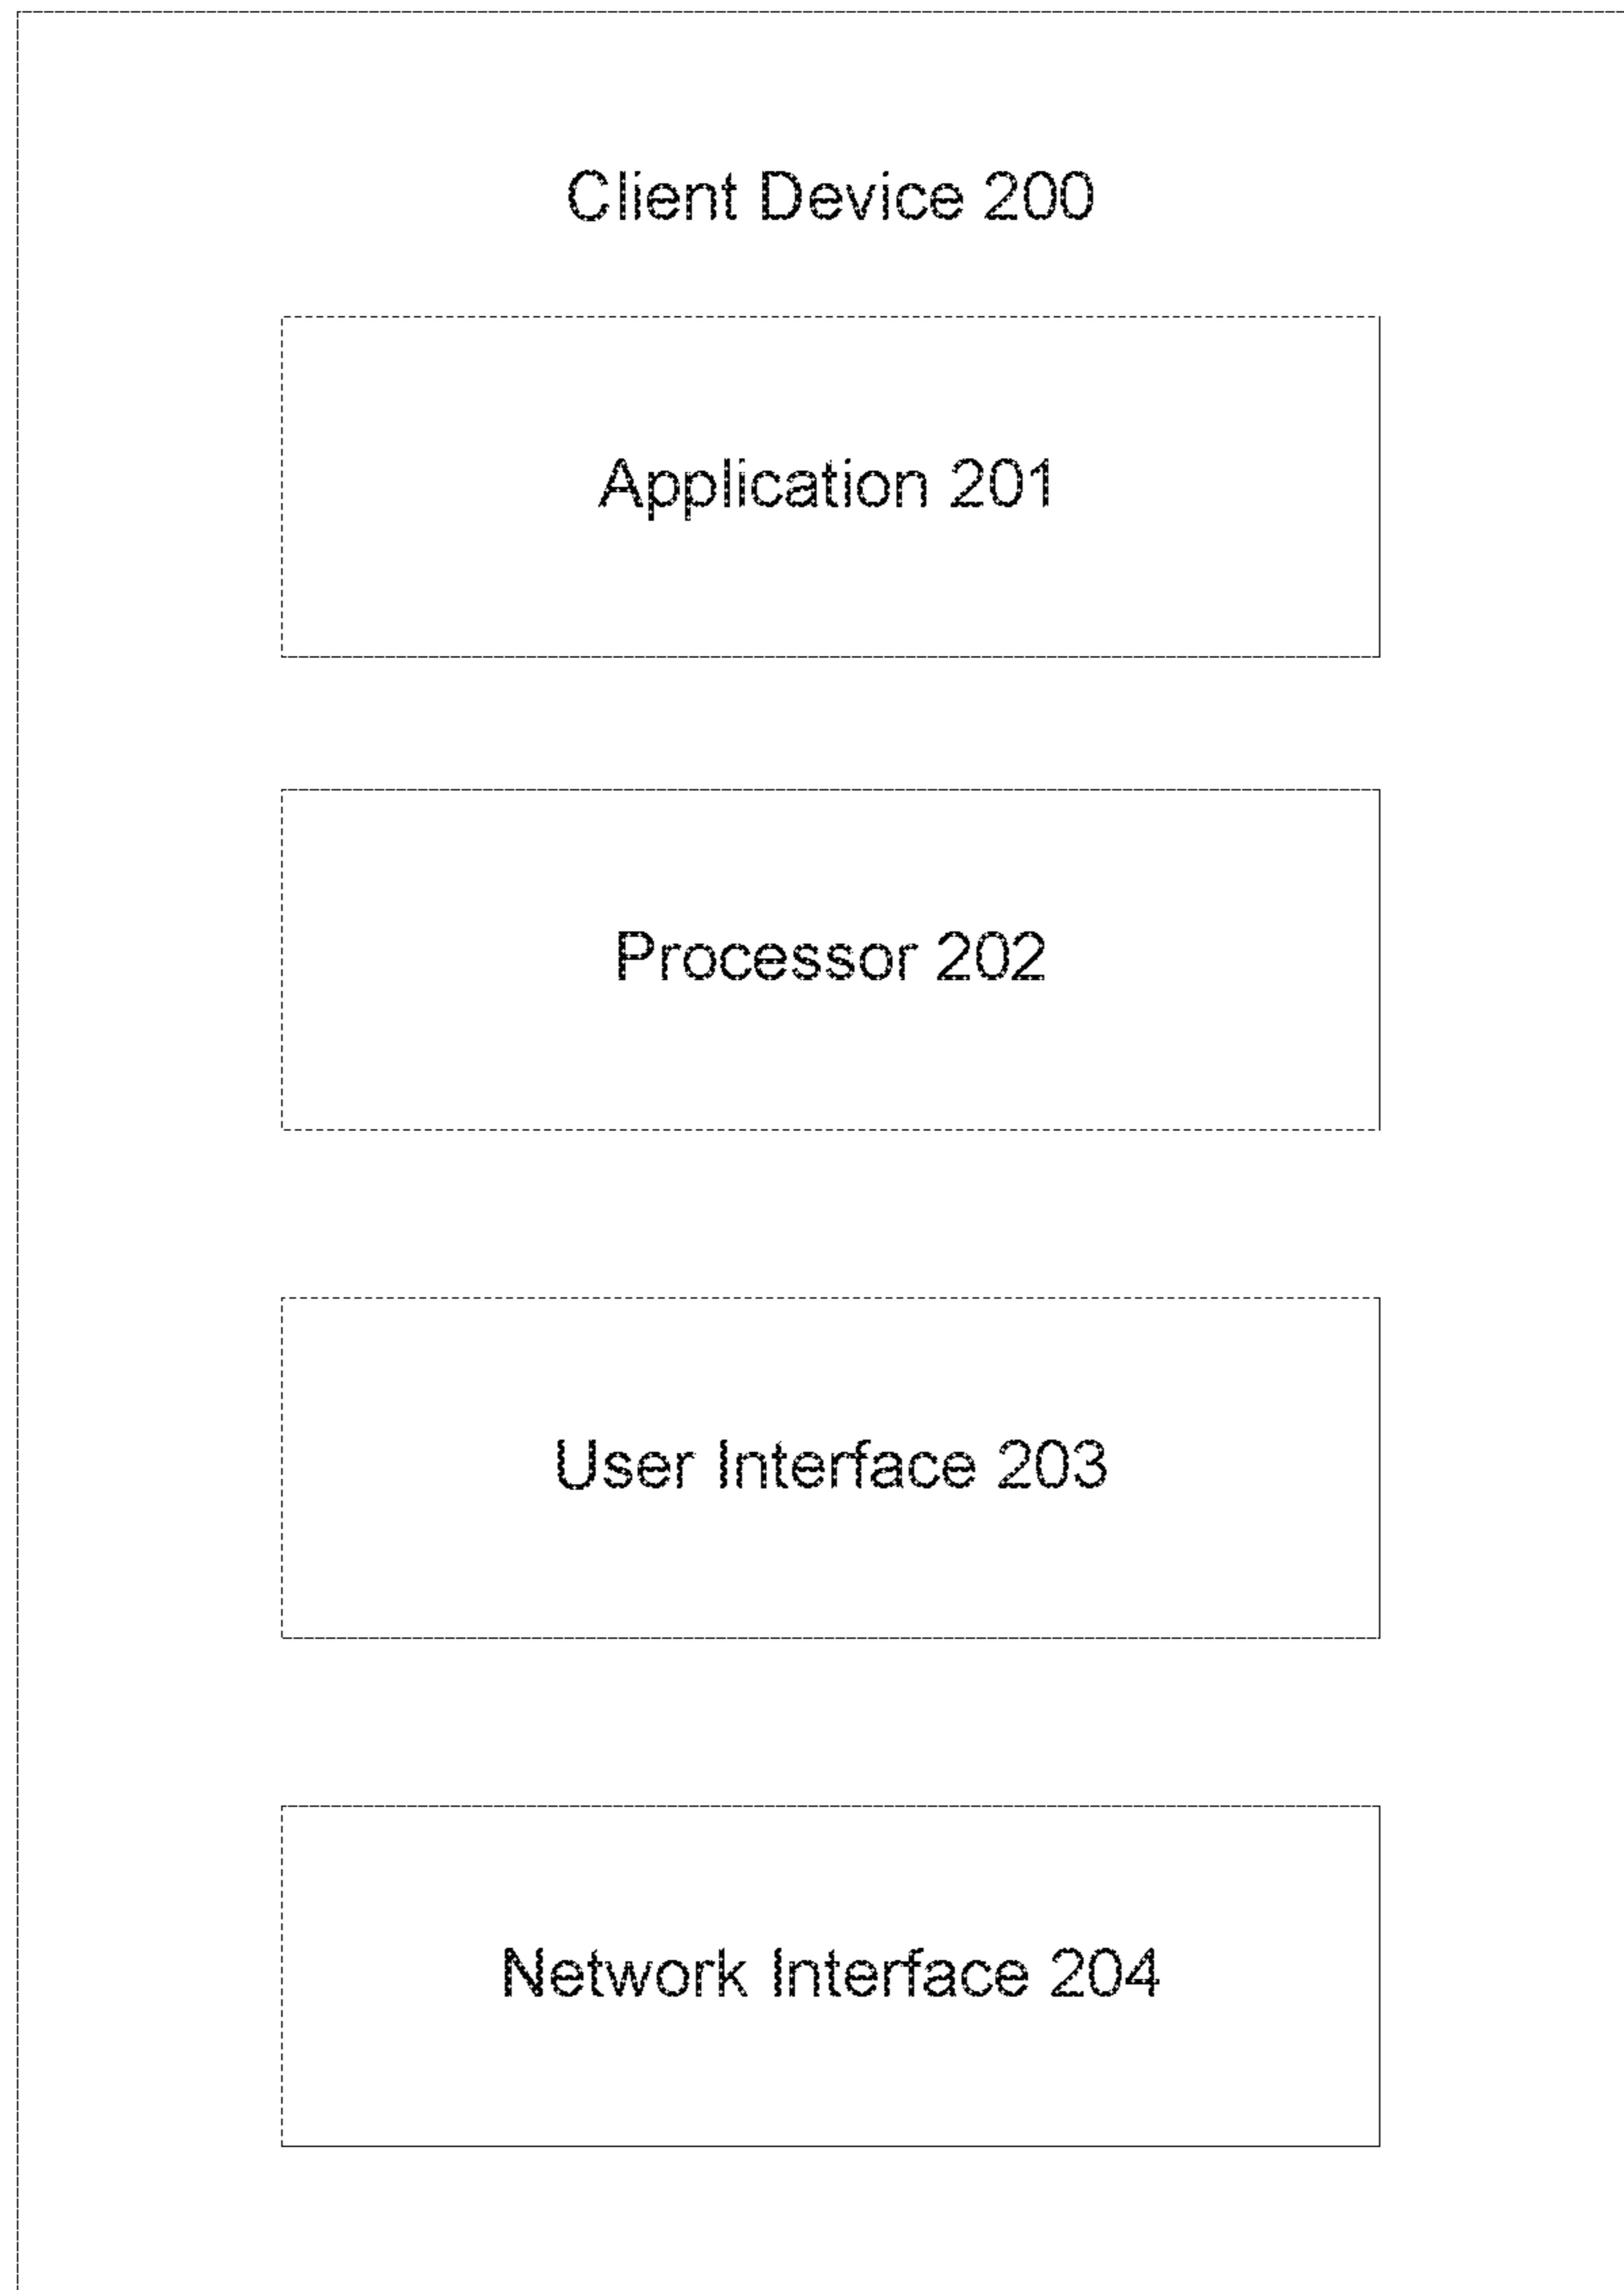 Client Device 200
Application 201
Processor 202
User Interface 203
Network Interface 204